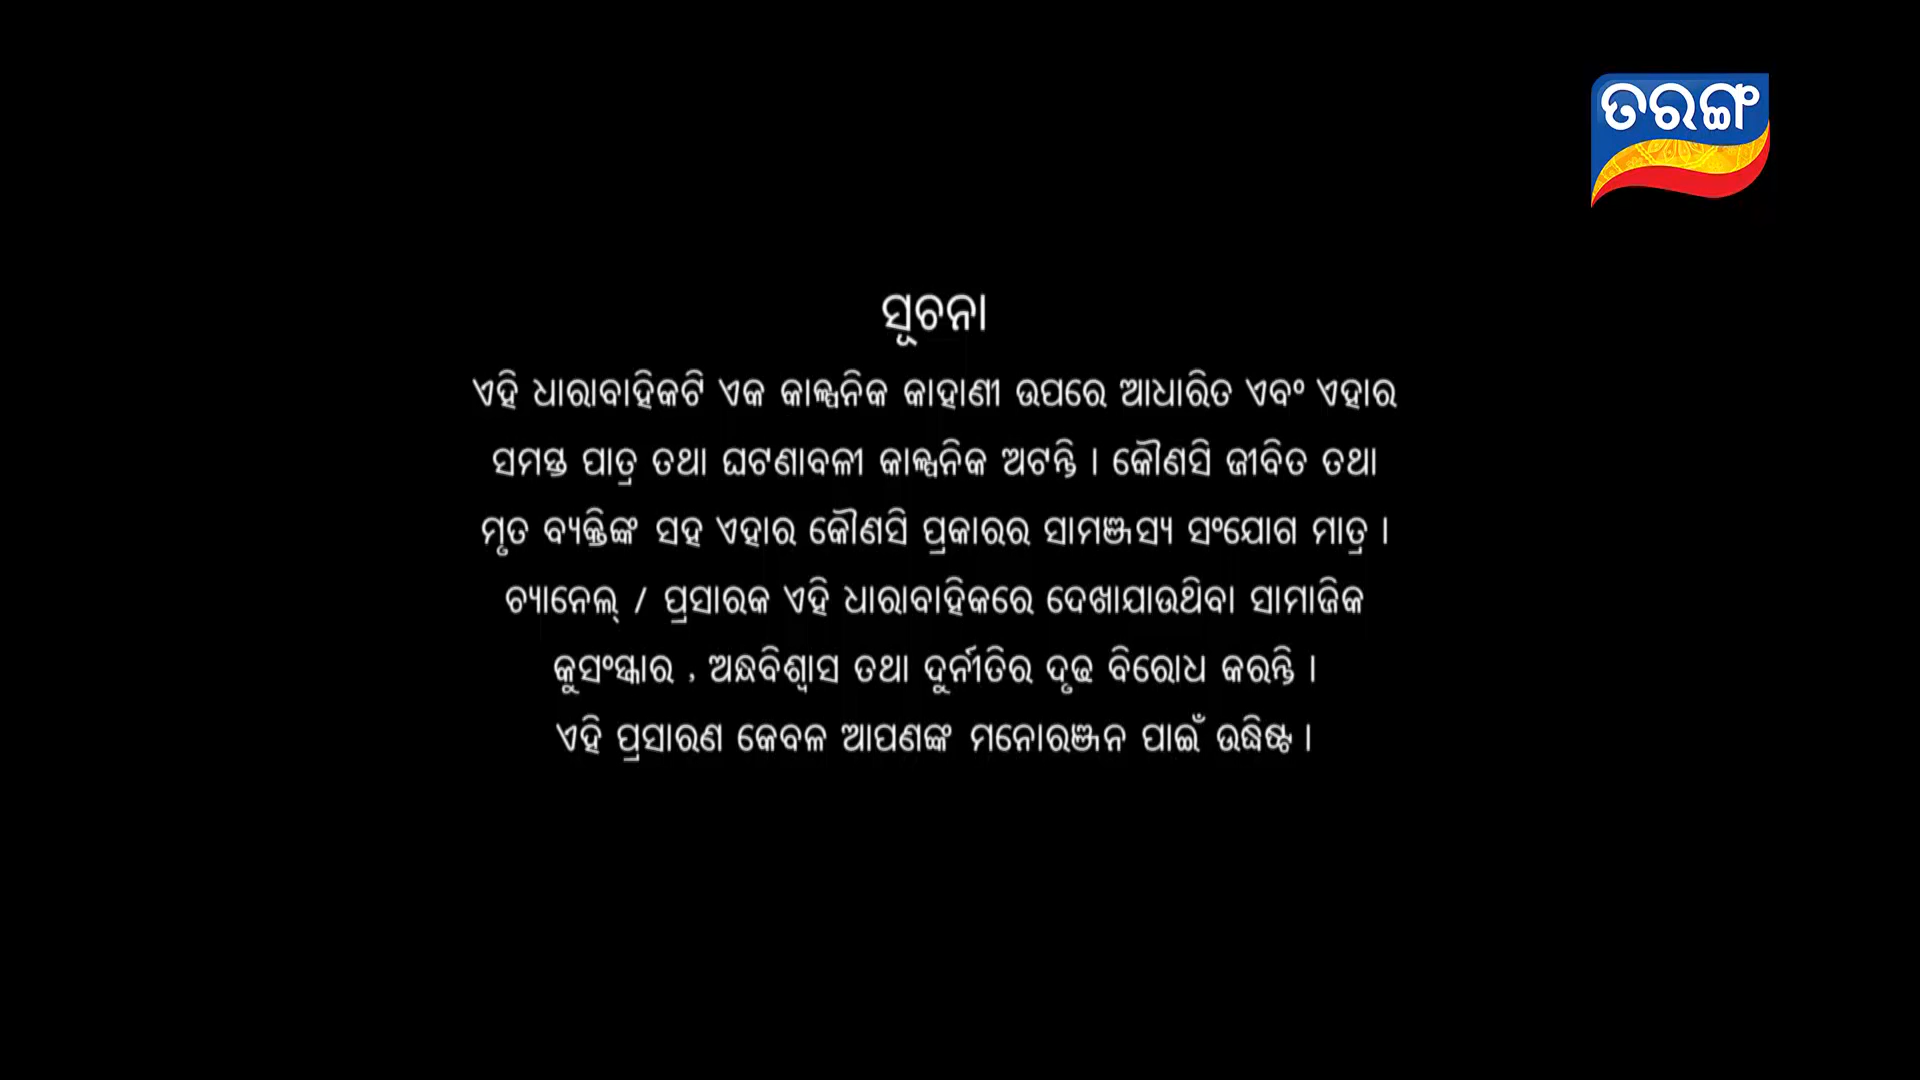 ତରଙ୍ଗ
ସୂଚନା
ଏହି ଧାରାବାହିକଟି ଏକ କାଳ୍ପନିକ କାହାଣୀ ଉପରେ ଆଧାରିତ ଏବଂ ଏହାର
ସମସ୍ତ ପାତ୍ର ତଥା ଘଟଣାବଳୀ କାଳ୍ପନିକ ଅଟନ୍ତି । କୌଣସି ଜୀବିତ ତଥା
ମୃତ ବ୍ୟକ୍ତିଙ୍କ ସହ ଏହାର କୌଣସି ପ୍ରକାରର ସାମଞ୍ଜସ୍ୟ ସଂଯୋଗ ମାତ୍ର ।
ଚ୍ୟାନେଲ୍ / ପ୍ରସାରକ ଏହି ଧାରାବାହିକରେ ଦେଖାଯାଉଥିବା ସାମାଜିକ
କୁସଂସ୍କାର , ଅନ୍ଧବିଶ୍ୱାସ ତଥା ଦୁର୍ନୀତିର ଦୃଢ ବିରୋଧ କରନ୍ତି ।
ଏହି ପ୍ରସାରଣ କେବଳ ଆପଣଙ୍କ ମନୋରଞ୍ଜନ ପାଇଁ ଉଦ୍ଧିଷ୍ଟ ।